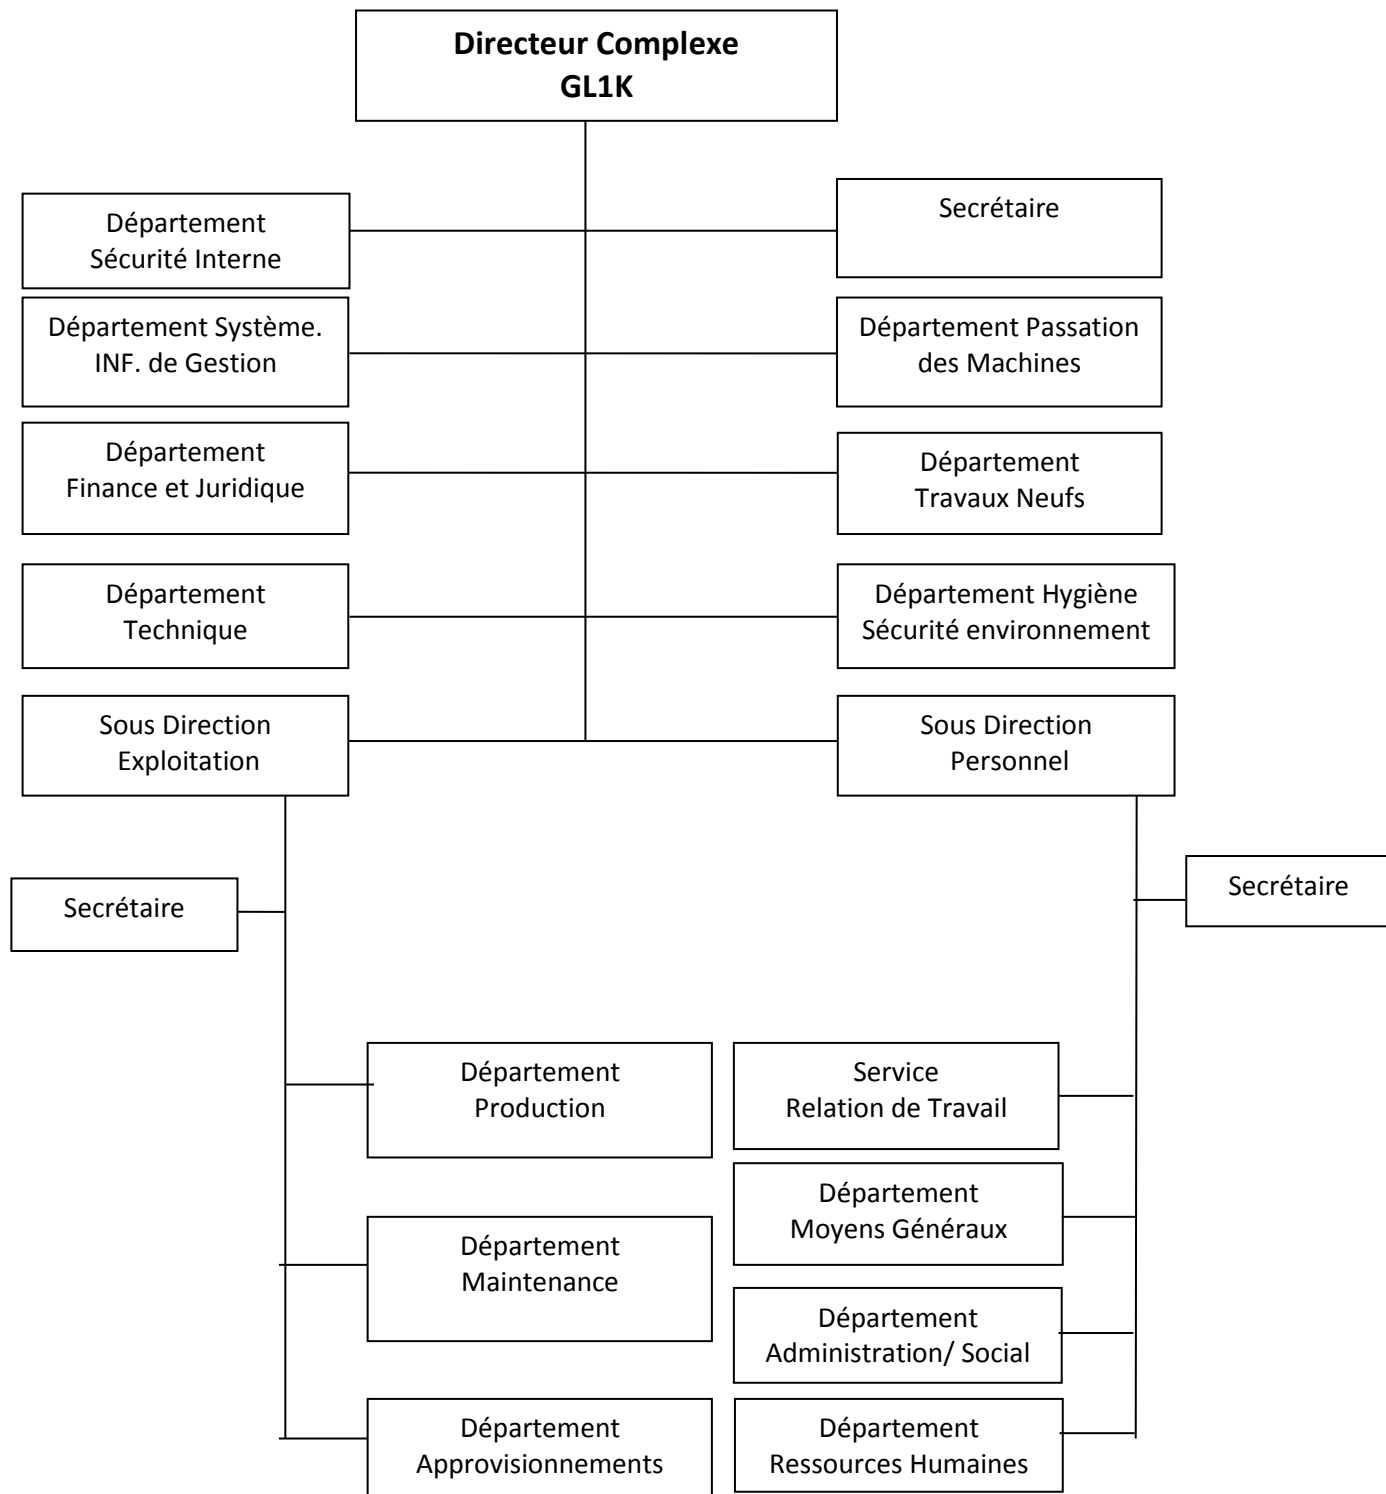 Directeur Complexe
GL1K
Département
Sécurité Interne
Secrétaire
Département Système.
INF. de Gestion
Département Passation
des Machines
Département
Finance et Juridique
Département
Travaux Neufs
Département
Technique
Département Hygiène
Sécurité environnement
Sous Direction
Exploitation
Sous Direction
Personnel
Secrétaire
Secrétaire
Département
Production
Service
Relation de Travail
Département
Moyens Généraux
Département
Maintenance
Département
Administration/ Social
Département
Approvisionnements
Département
Ressources Humaines